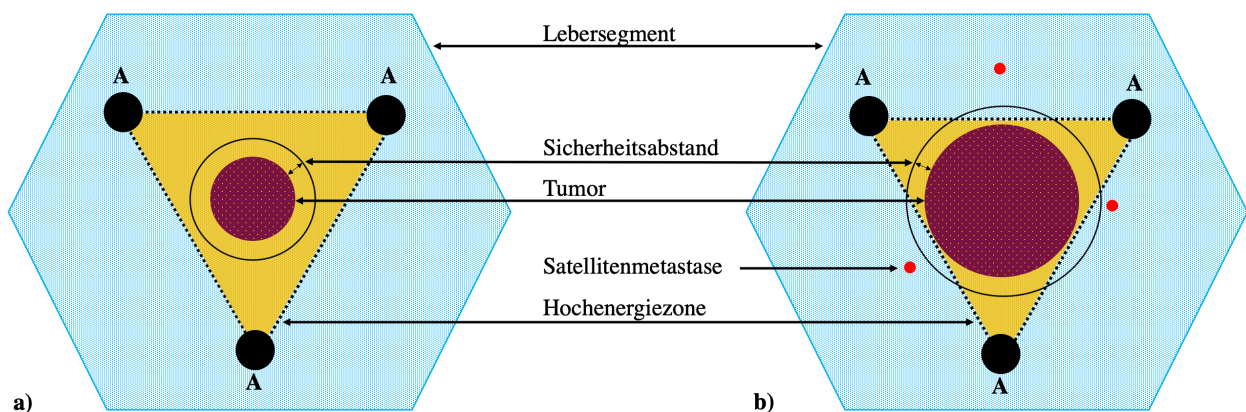 Lebersegment
A
A
A
A
Sicherheitsabstand
Tumor
Satellitenmetastase
Hochenergiezone
A
A
a)
b)